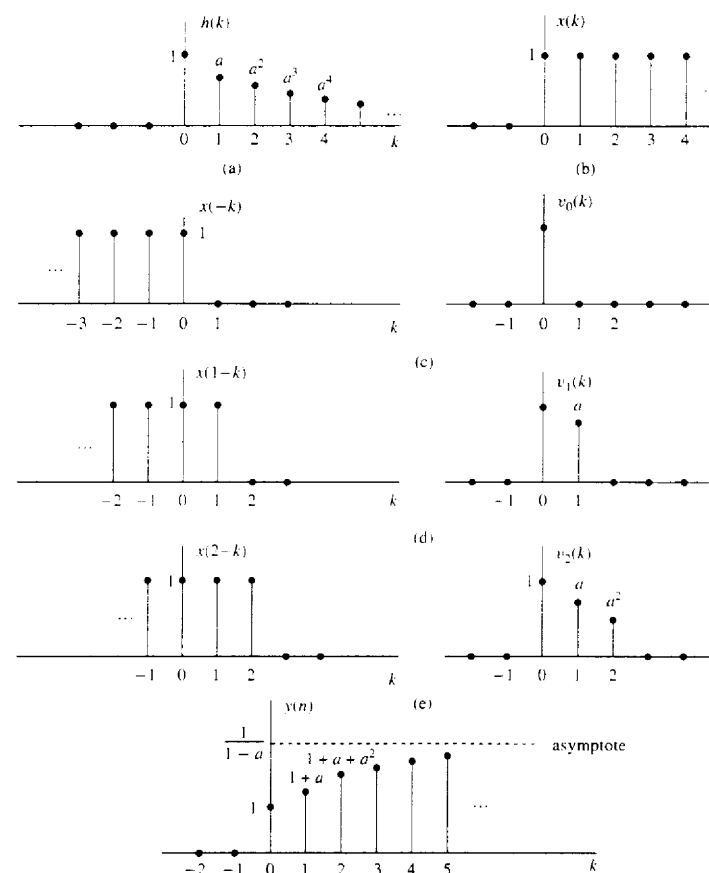 h(k)
x(k)
1 a a² a³ a⁴ ...
1
0 1 2 3 4 k
0 1 2 3 4
(a)
(b)
x(−k)
v₀(k)
1
...
−3 −2 −1 0 1 k
−1 0 1 2
(c)
x(1−k)
v₁(k)
1
a
...
−2 −1 0 1 2 k
−1 0 1
(d)
x(2−k)
v₂(k)
1
1 a a²
...
−1 0 1 2 k
−1 0 1 2
y(n)
(e)
1
1 − a
asymptote
1 + a + a²
1 + a
1
...
−2 −1 0 1 2 3 4 5 k